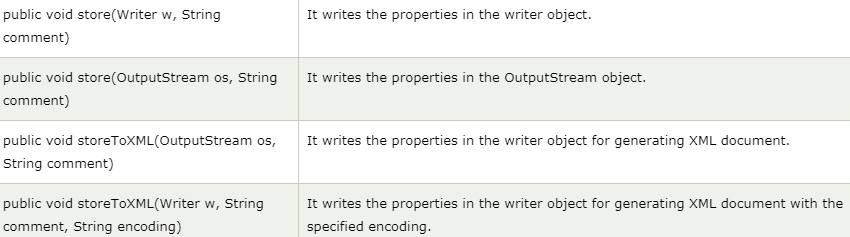 public void store(Writer w, String
comment)
It writes the properties in the writer object.
public void store(OutputStream os, String
comment)
It writes the properties in the OutputStream object.
public void storeToXML(OutputStream os,
String comment)
It writes the properties in the writer object for generating XML document.
public void storeToXML(Writer w, String
comment, String encoding)
It writes the properties in the writer object for generating XML document with the
specified encoding.